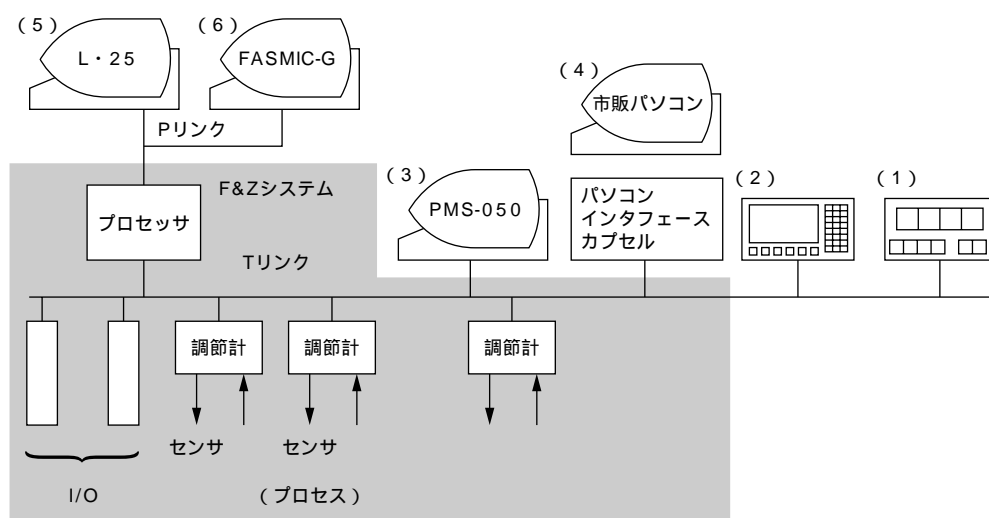 (5)
L・25
(6)
FASMIC-G
(4)
市販パソコン
Pリンク
F&Zシステム
プロセッサ
Tリンク
(3)
PMS-050
パソコン
インタフェース
カプセル
(2)
(1)
調節計
調節計
調節計
センサ
センサ
I/O
(プロセス)